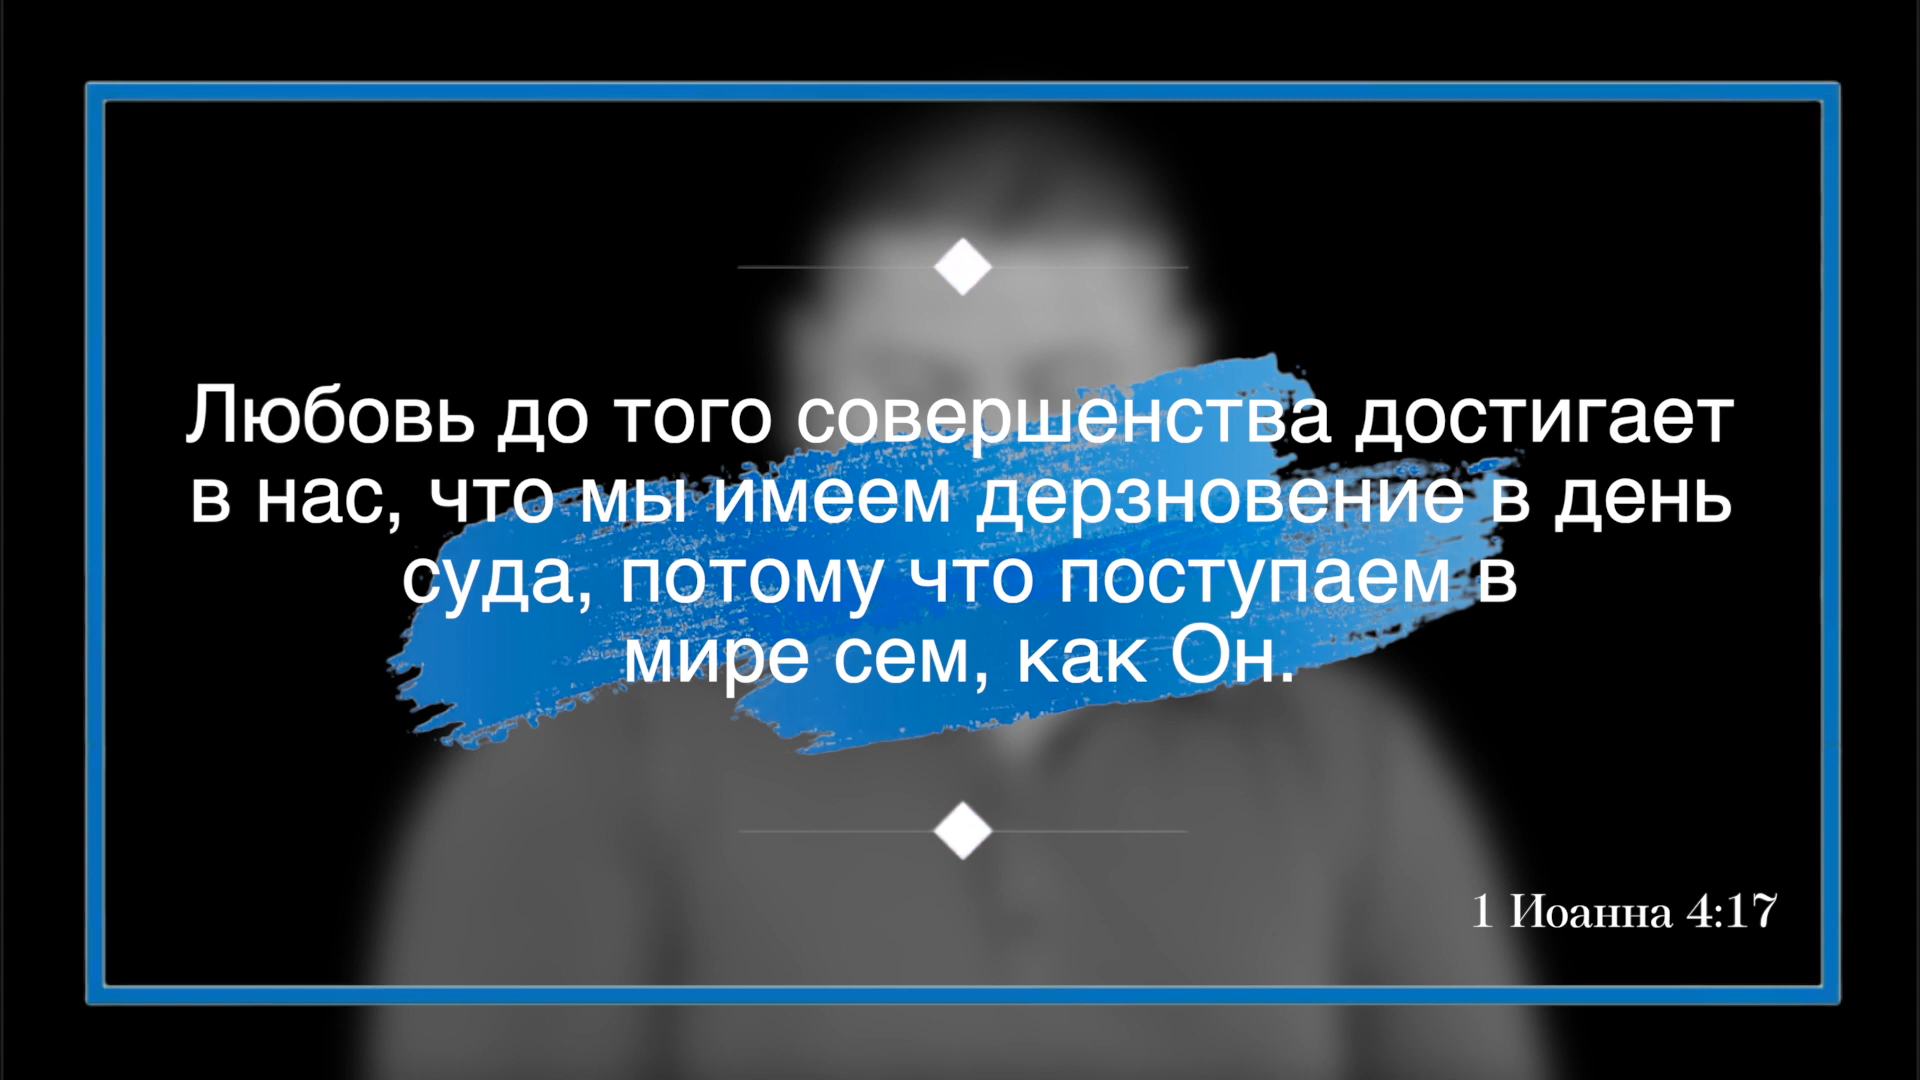 Любовь до того совершенства достигает
в нас, что мы имеем дерзновение в день
суда, потому что поступаем в
мире сем, как Он.
1 Иоанна 4:17